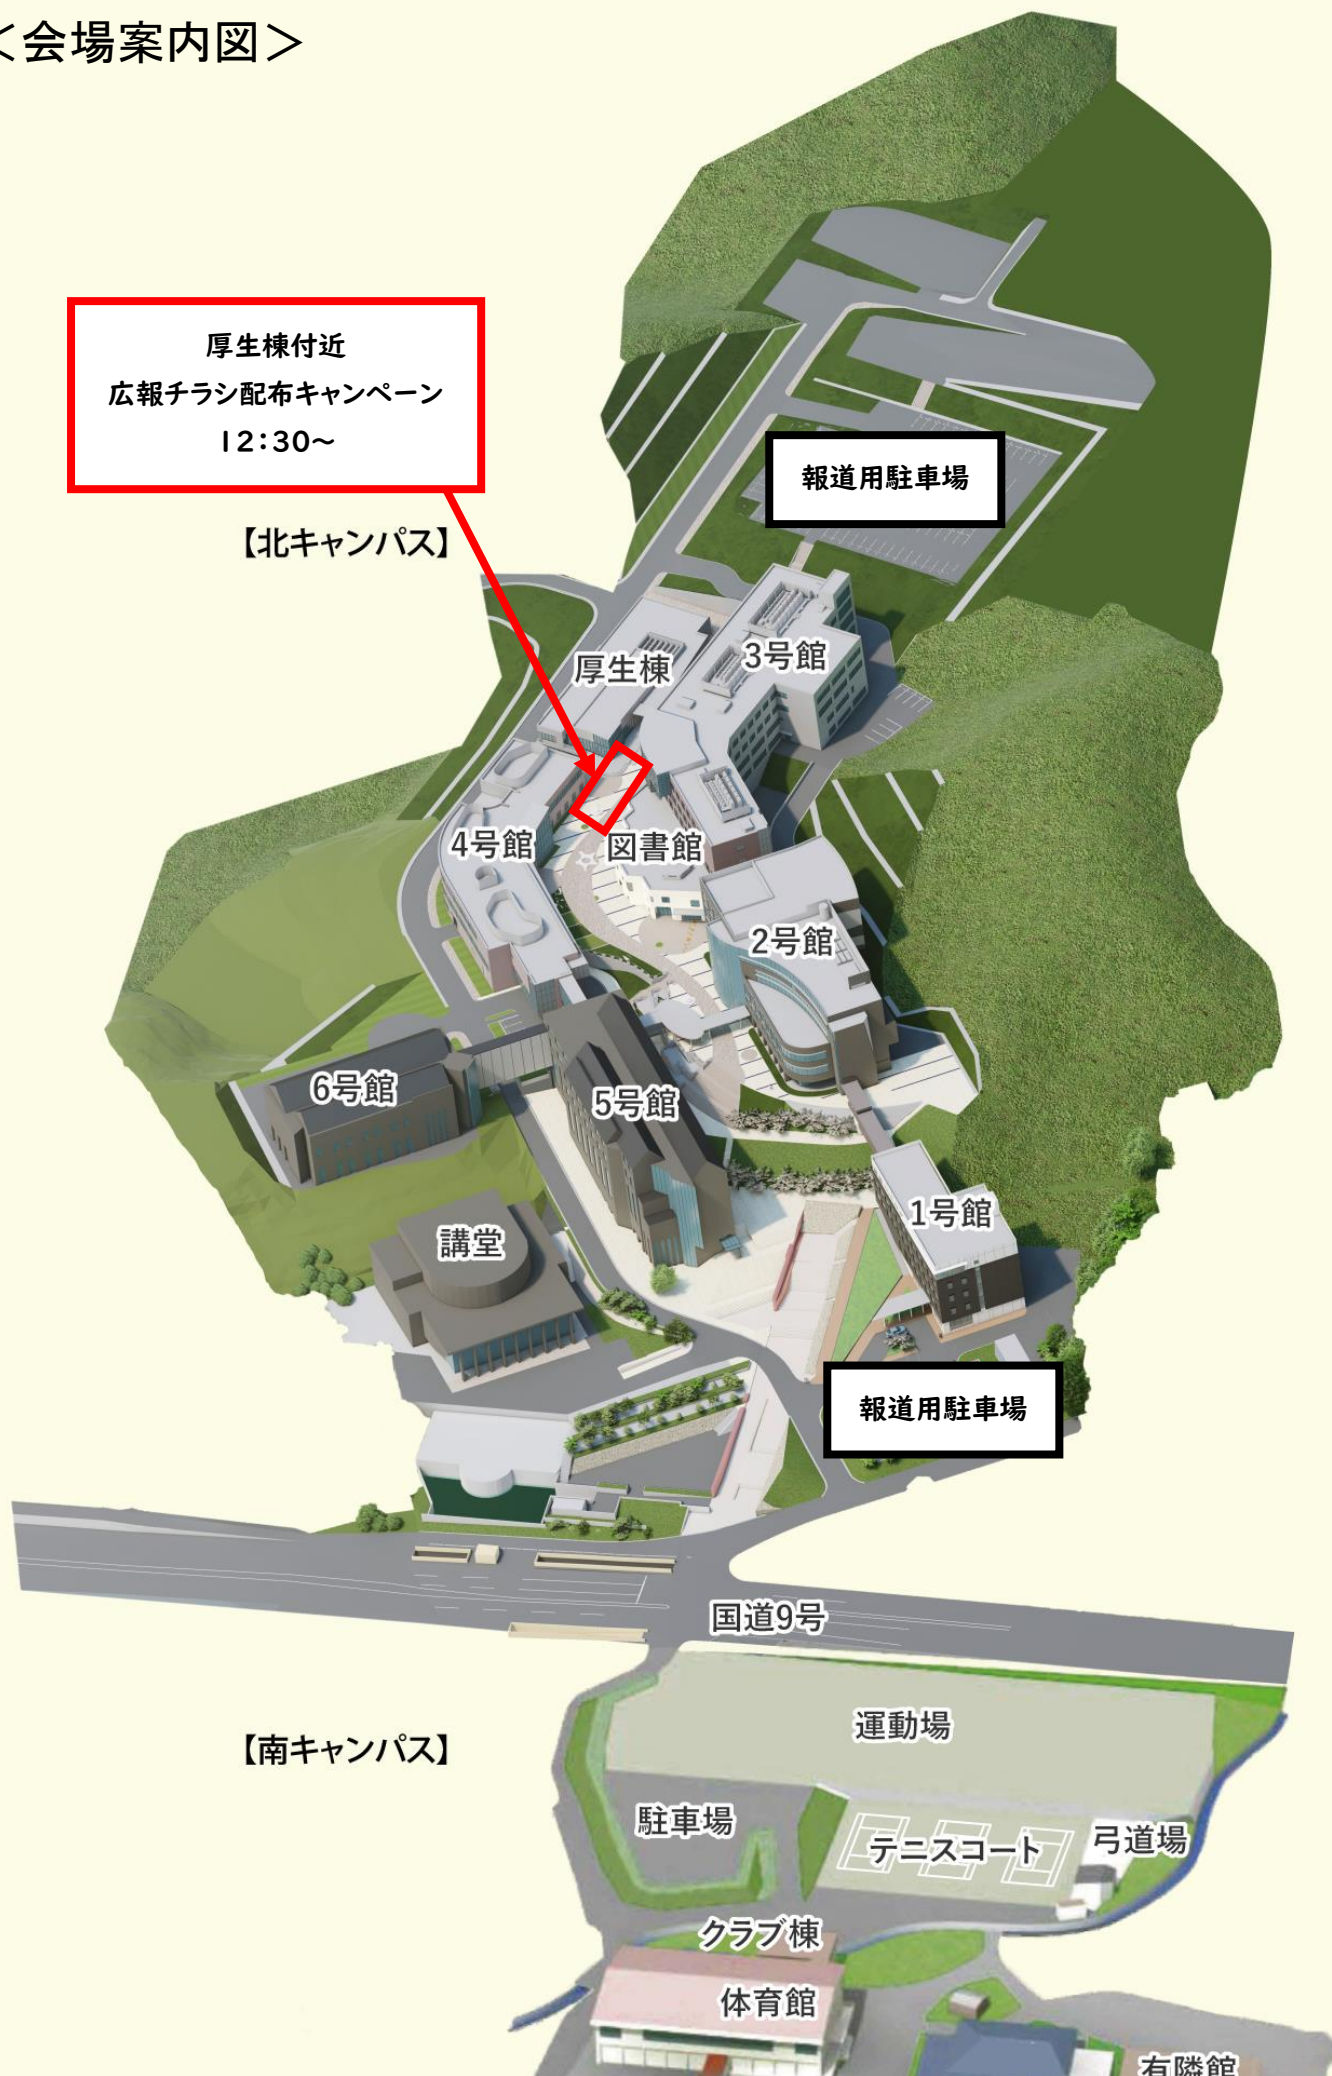 ＜会場案内図＞
厚生棟付近
広報チラシ配布キャンペーン
12：30～
報道用駐車場
【北キャンパス】
厚生棟
3号館
4号館
図書館
2号館
6号館
5号館
1号館
講堂
報道用駐車場
国道9号
運動場
【南キャンパス】
駐車場
テニスコート
弓道場
クラブ棟
体育館
有隣館